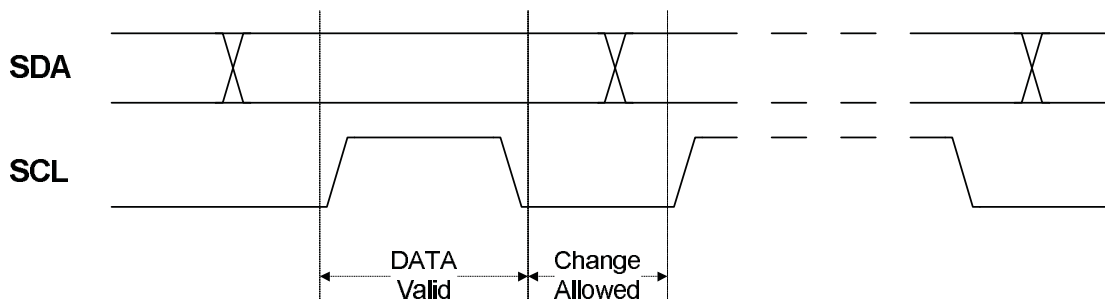 SDA
SCL
DATA
Valid
Change
Allowed